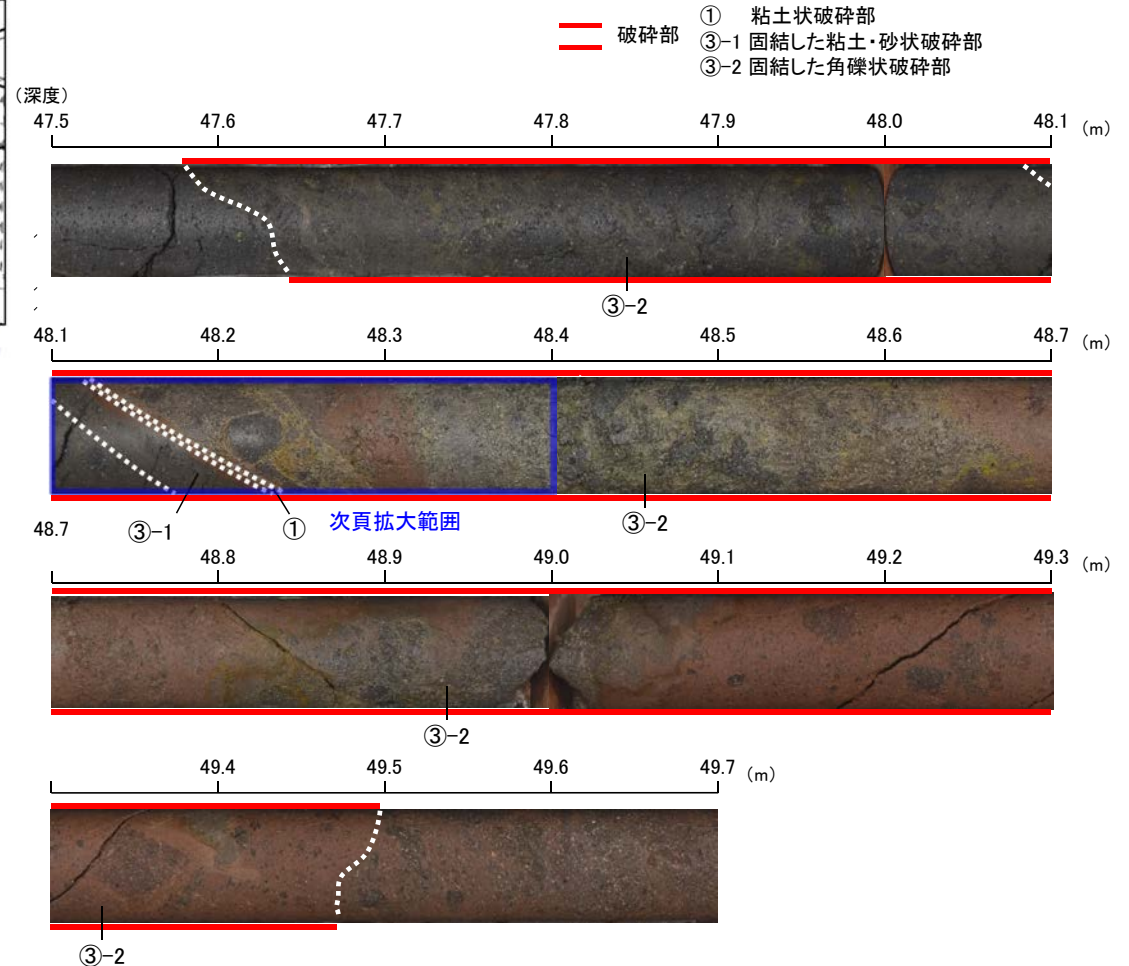 破砕部
① 粘土状破砕部
③-1 固結した粘土・砂状破砕部
③-2 固結した角礫状破砕部
（深度）
47.5 47.6 47.7 47.8 47.9 48.0 48.1 (m)
③-2
48.1 48.2 48.3 48.4 48.5 48.6 48.7 (m)
③-1 ① 次頁拡大範囲 ③-2
48.7 48.8 48.9 49.0 49.1 49.2 49.3 (m)
③-2
49.4 49.5 49.6 49.7 (m)
③-2